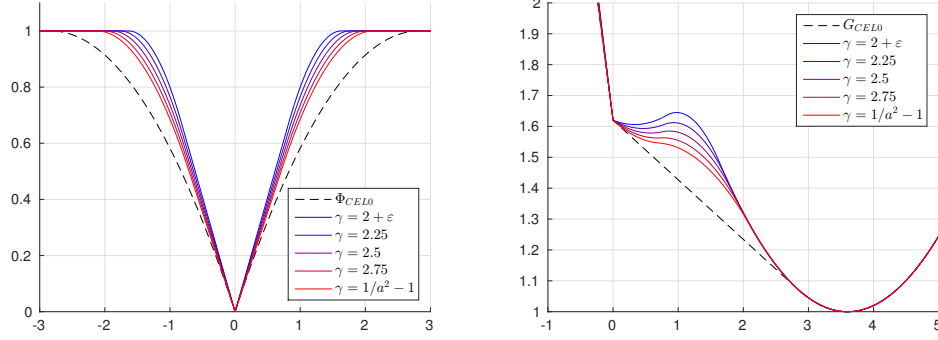 1
0.8
0.6
0.4
0.2
0
-3
-2
-1
0
1
2
3
Φ_{CEL0}
γ = 2 + ε
γ = 2.25
γ = 2.5
γ = 2.75
γ = 1/a² − 1
2
1.9
1.8
1.7
1.6
1.5
1.4
1.3
1.2
1.1
1
-1
0
1
2
3
4
5
G_{CEL0}
γ = 2 + ε
γ = 2.25
γ = 2.5
γ = 2.75
γ = 1/a² − 1